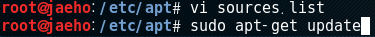 root@jaeho:/etc/apt# vi sources.list
root@jaeho:/etc/apt# sudo apt-get update